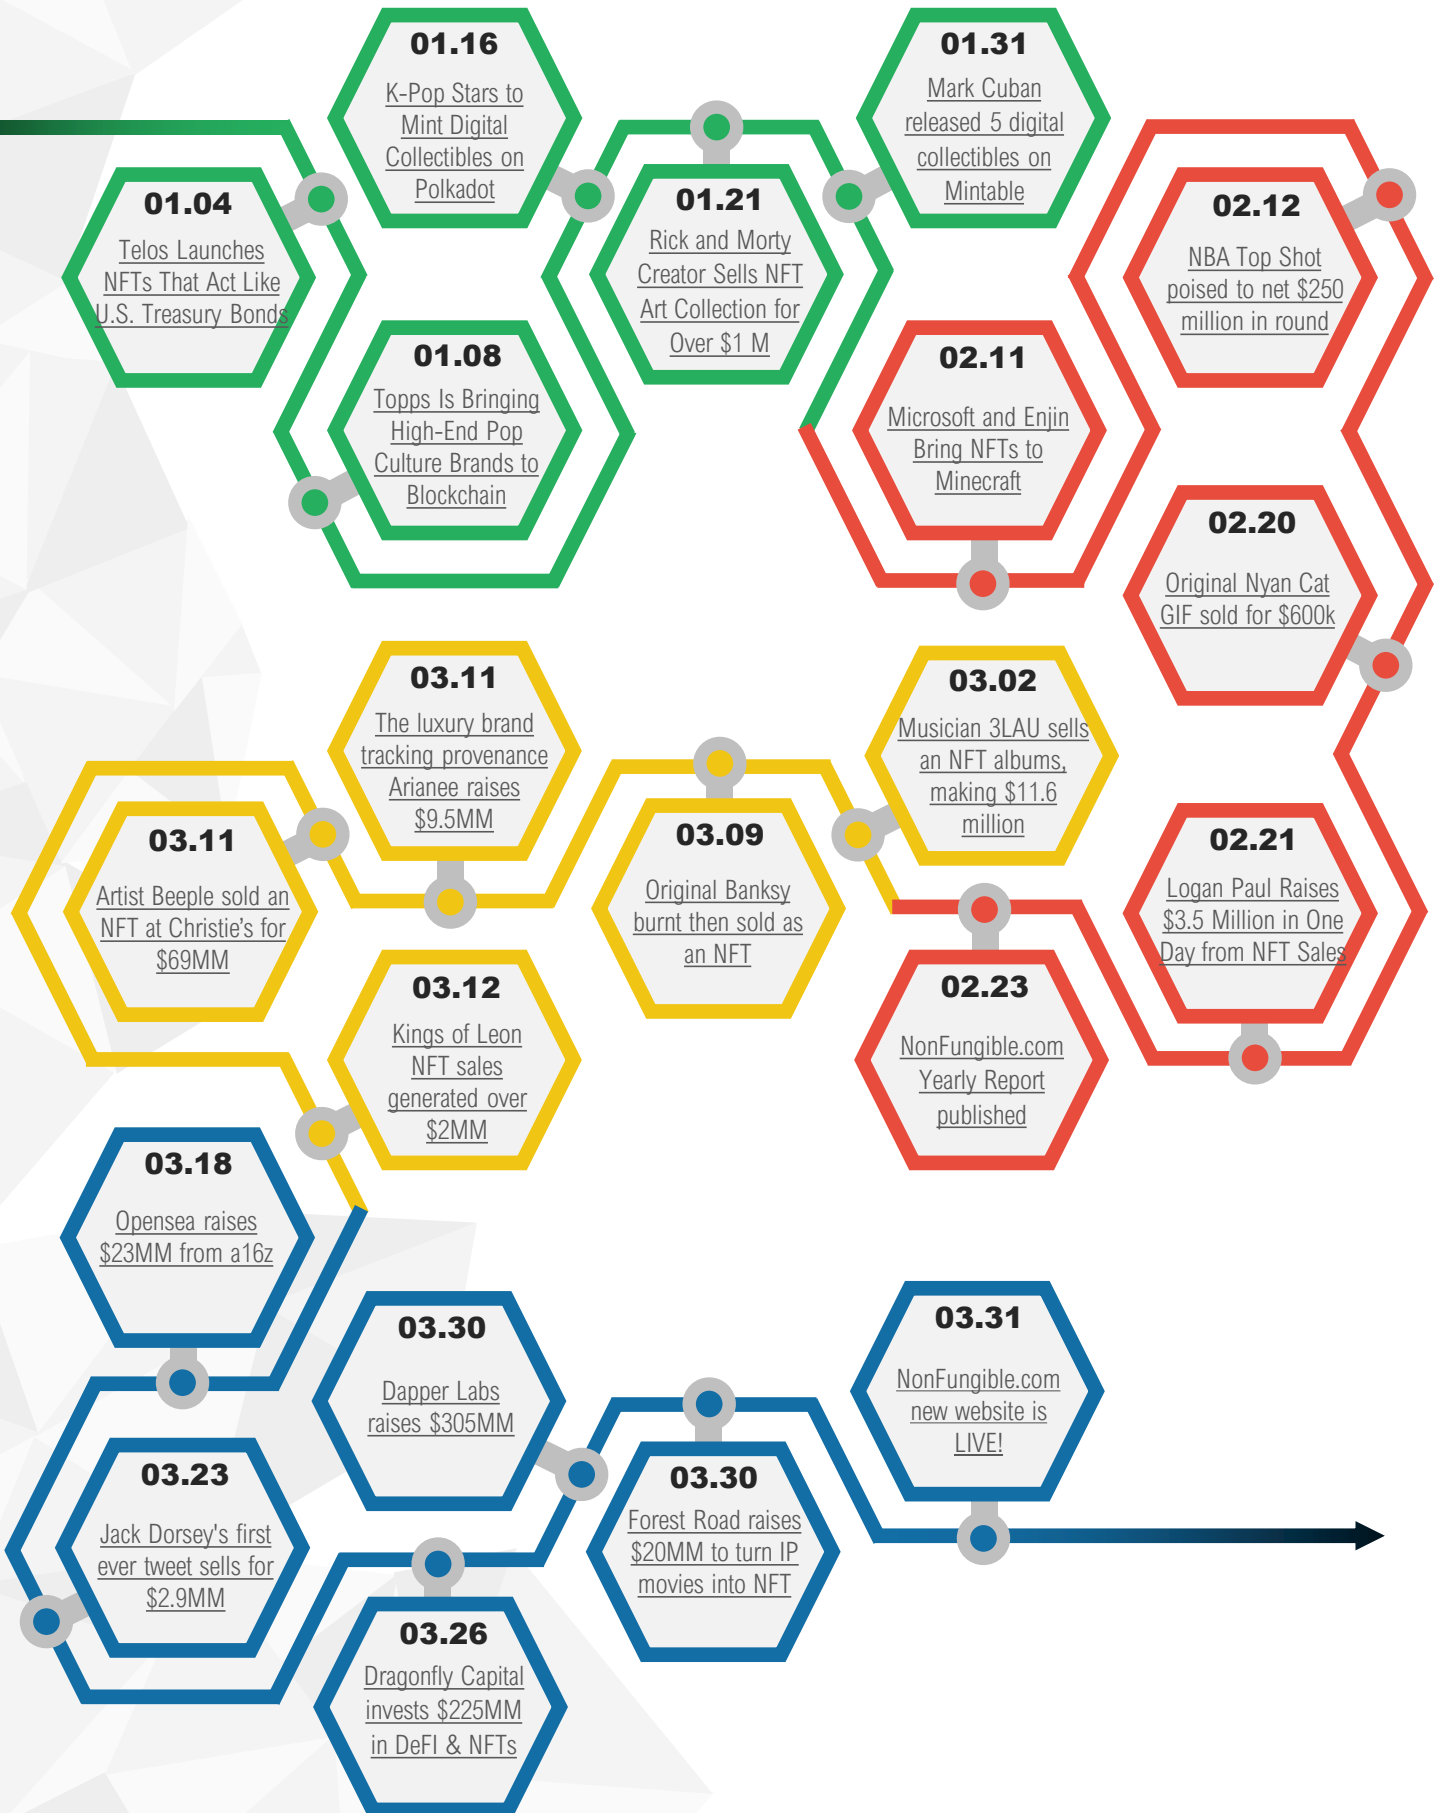 01.04
Telos Launches
NFTs That Act Like
U.S. Treasury Bonds
01.08
Topps Is Bringing
High-End Pop
Culture Brands to
Blockchain
01.16
K-Pop Stars to
Mint Digital
Collectibles on
Polkadot
01.21
Rick and Morty
Creator Sells NFT
Art Collection for
Over $1 M
01.31
Mark Cuban
released 5 digital
collectibles on
Mintable
02.11
Microsoft and Enjin
Bring NFTs to
Minecraft
02.12
NBA Top Shot
poised to net $250
million in round
02.20
Original Nyan Cat
GIF sold for $600k
02.21
Logan Paul Raises
$3.5 Million in One
Day from NFT Sales
02.23
NonFungible.com
Yearly Report
published
03.02
Musician 3LAU sells
an NFT albums,
making $11.6
million
03.09
Original Banksy
burnt then sold as
an NFT
03.11
The luxury brand
tracking provenance
Arianee raises
$9.5MM
03.11
Artist Beeple sold an
NFT at Christie’s for
$69MM
03.12
Kings of Leon
NFT sales
generated over
$2MM
03.18
Opensea raises
$23MM from a16z
03.23
Jack Dorsey's first
ever tweet sells for
$2.9MM
03.26
Dragonfly Capital
invests $225MM
in DeFI & NFTs
03.30
Dapper Labs
raises $305MM
03.30
Forest Road raises
$20MM to turn IP
movies into NFT
03.31
NonFungible.com
new website is
LIVE!